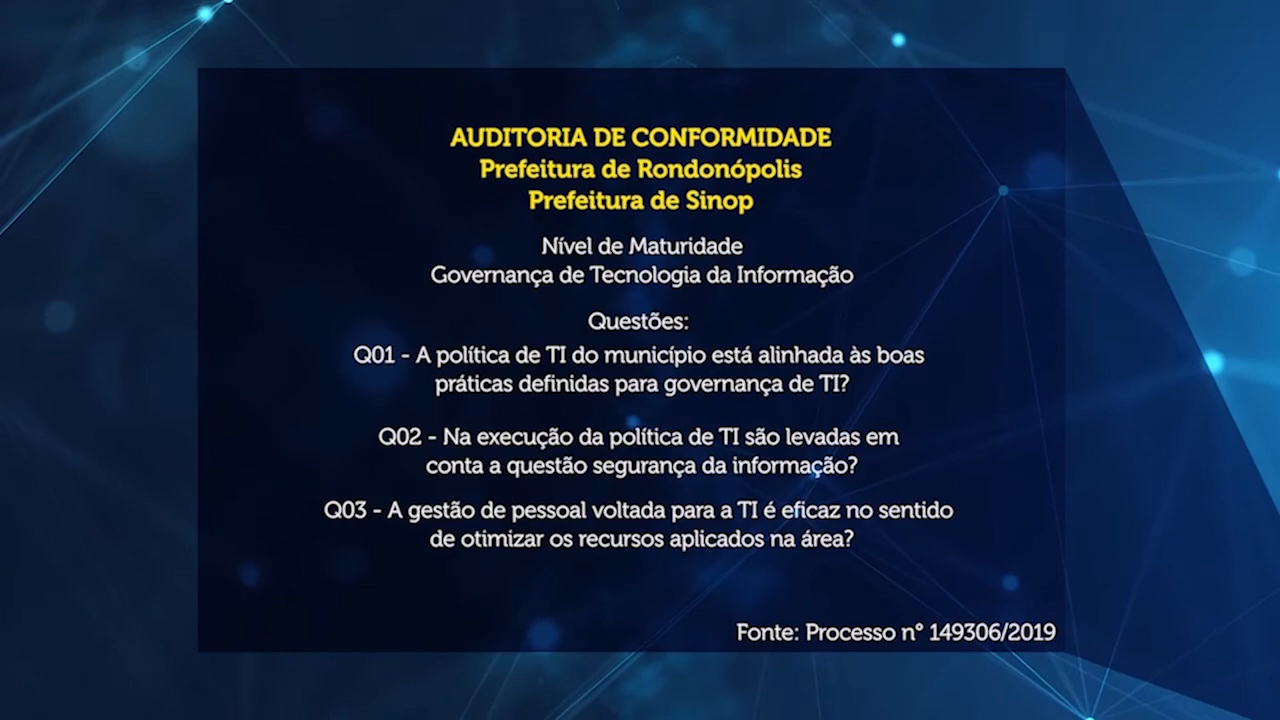 AUDITORIA DE CONFORMIDADE
Prefeitura de Rondonópolis
Prefeitura de Sinop
Nível de Maturidade
Governança de Tecnologia da Informação
Questões:
Q01 - A política de TI do município está alinhada às boas
práticas definidas para governança de TI?
Q02 - Na execução da política de TI são levadas em
conta a questão segurança da informação?
Q03 - A gestão de pessoal voltada para a TI é eficaz no sentido
de otimizar os recursos aplicados na área?
Fonte: Processo n° 149306/2019